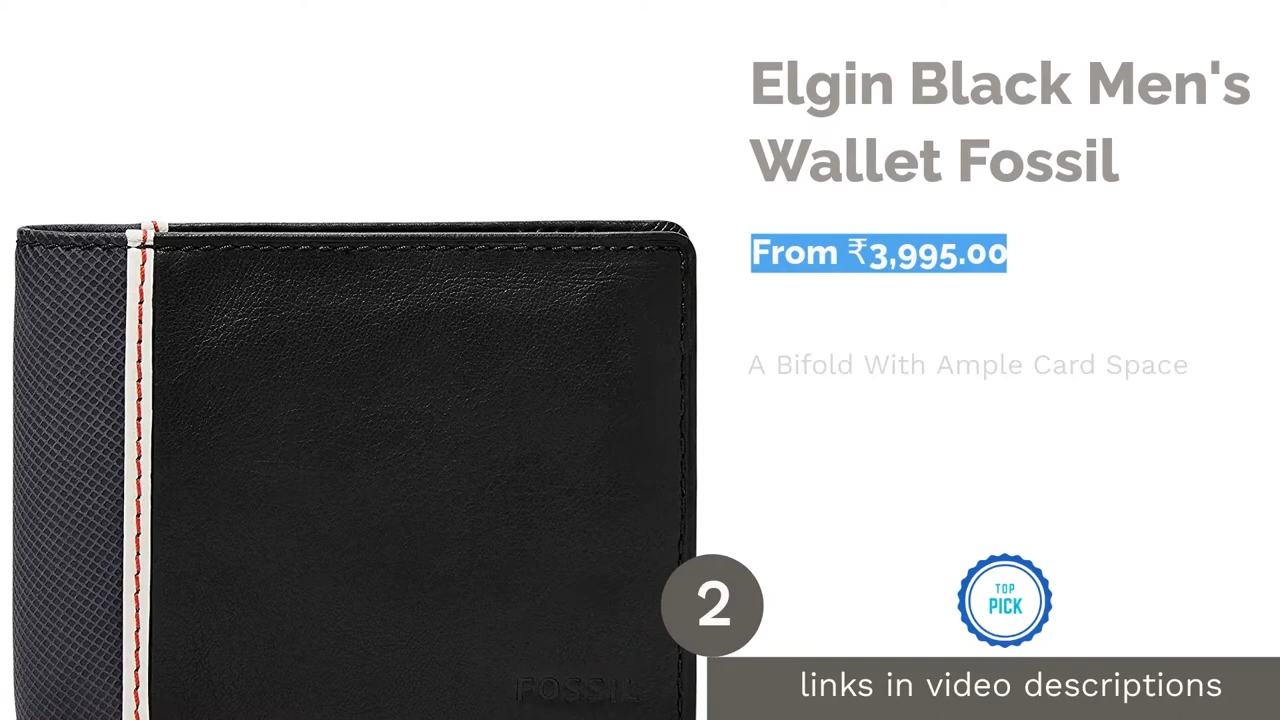 Elgin Black Men's
Wallet Fossil
From ₹3,995.00
A Bifold With Ample Card Space
FOSSIL
2
TOP
PICK
links in video descriptions